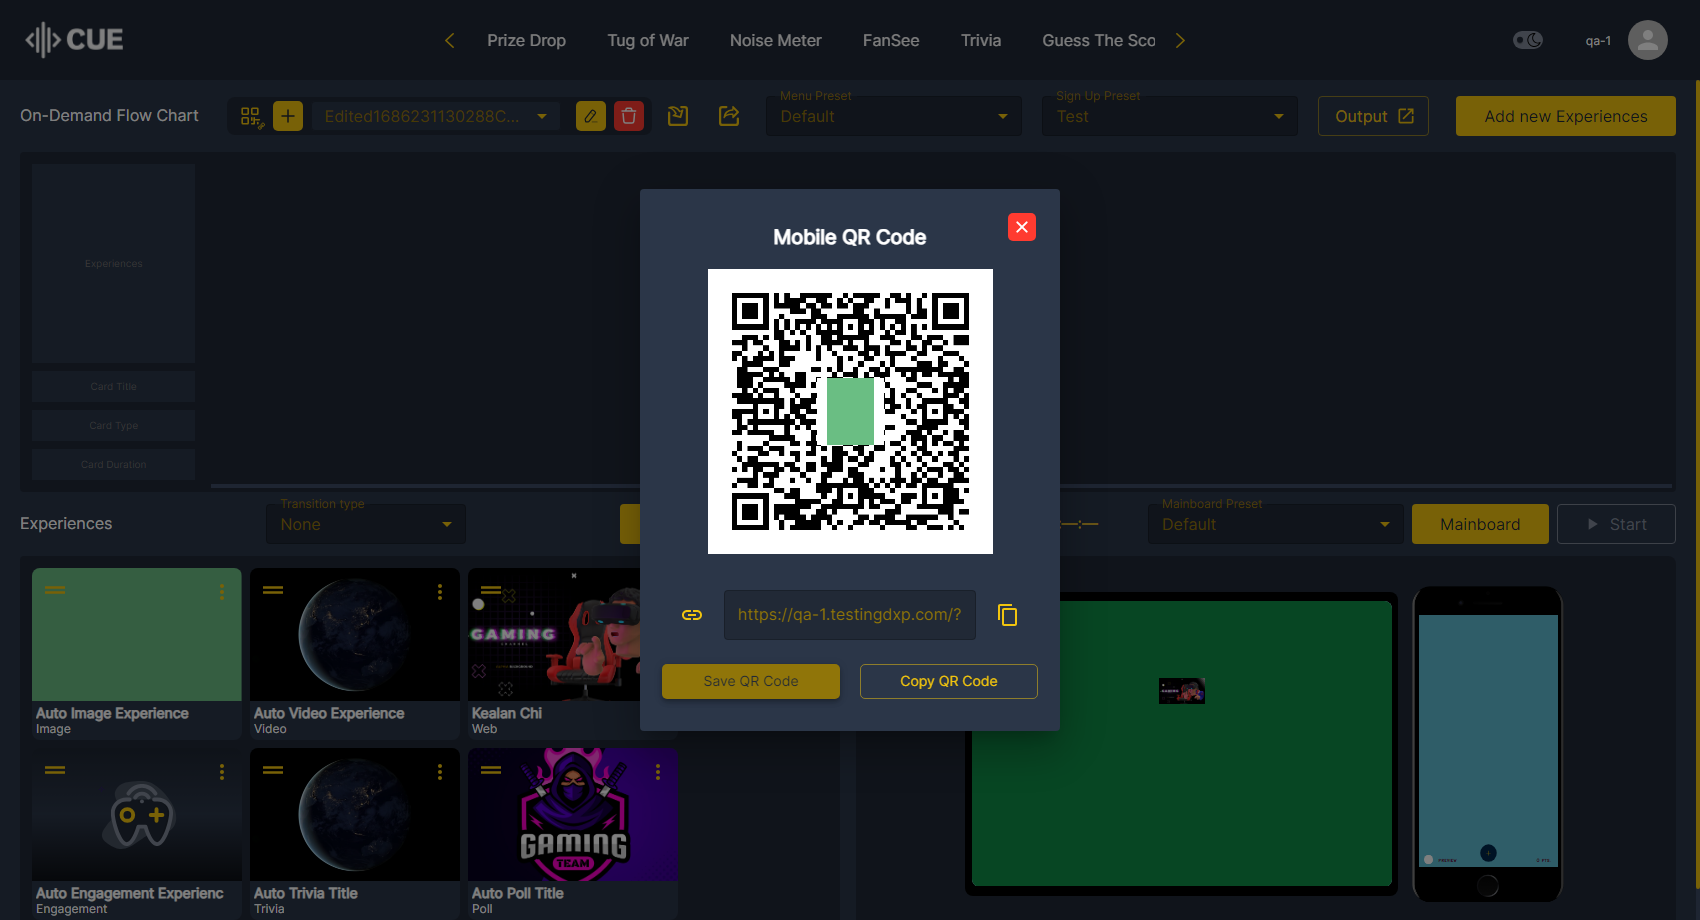 CUE
Prize Drop
Tug of War
Noise Meter
FanSee
Trivia
Guess The Sco
qa-1
On-Demand Flow Chart
Edited1686231130288C...
Menu Preset
Default
Sign Up Preset
Test
Output
Add new Experiences
Experiences
Card Title
Card Type
Card Duration
Mobile QR Code
https://qa-1.testingdxp.com/?
Save QR Code
Copy QR Code
Experiences
Transition type
None
Mainboard Preset
Default
Mainboard
Start
GAMING
Auto Image Experience
Image
Auto Video Experience
Video
Kealan Chi
Web
GAMING
TEAM
Auto Engagement Experienc
Engagement
Auto Trivia Title
Trivia
Auto Poll Title
Poll
PREVIEW
0 PTS